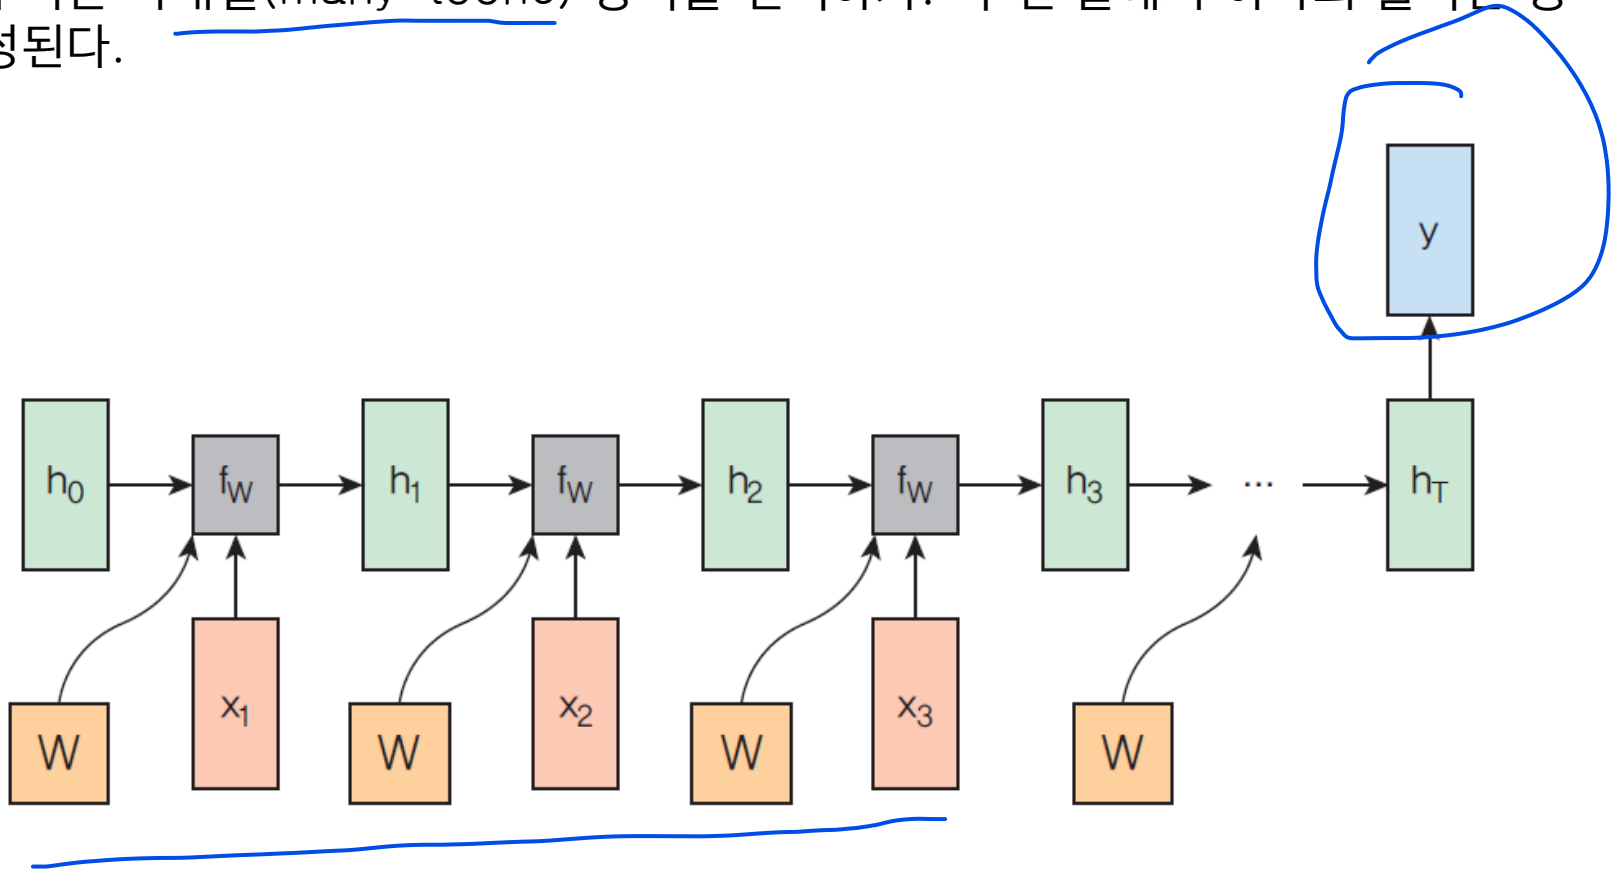 성된다.
y
h0 fW h1 fW h2 fW h3 ... hT
x1 x2 x3
W W W W